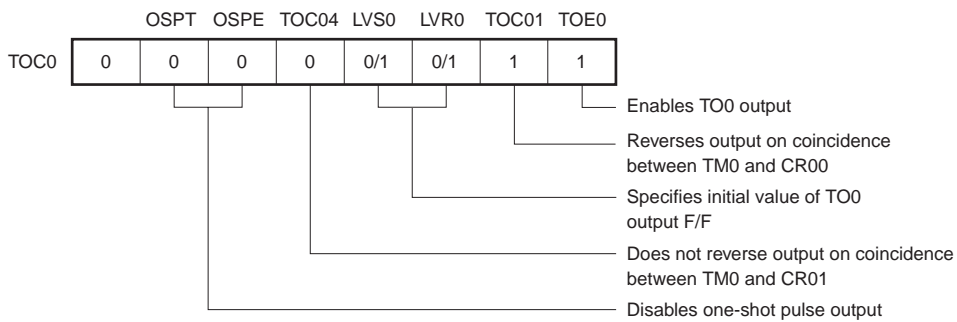 OSPT OSPE TOC04 LVS0 LVR0 TOC01 TOE0
TOC0 0 0 0 0 0/1 0/1 1 1
Enables TO0 output
Reverses output on coincidence
between TM0 and CR00
Specifies initial value of TO0
output F/F
Does not reverse output on coincidence
between TM0 and CR01
Disables one-shot pulse output